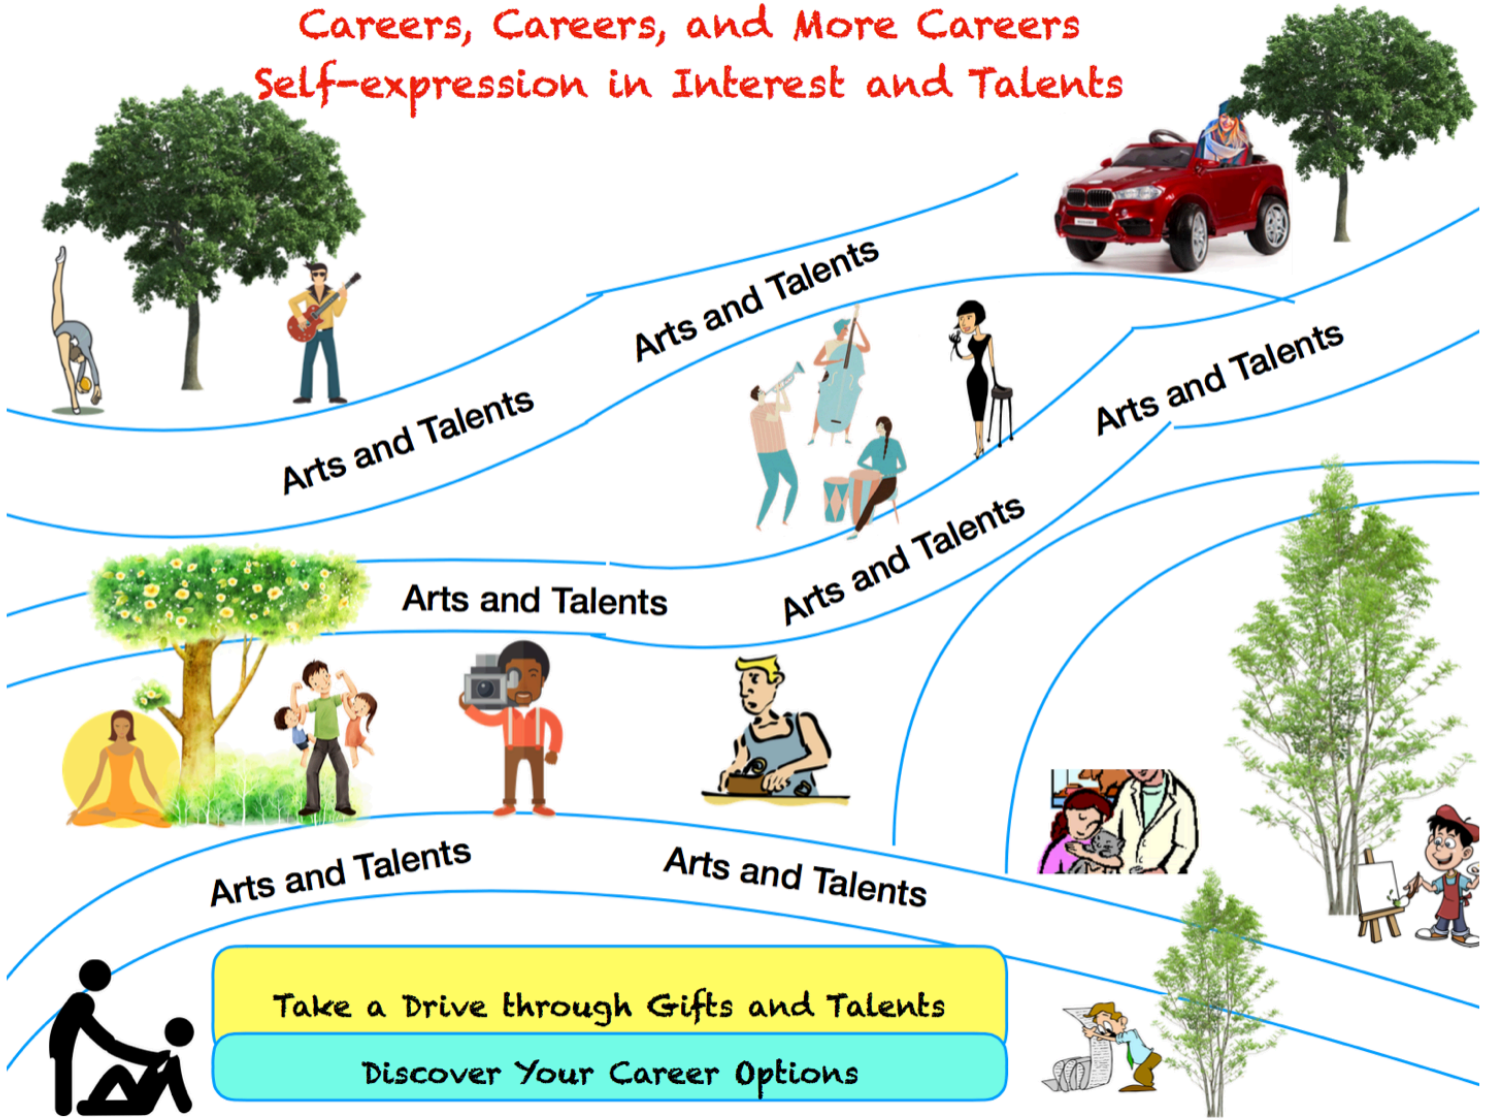 Careers, Careers, and More Careers
Self-expression in Interest and Talents
Arts and Talents
Arts and Talents
Arts and Talents
Arts and Talents
Arts and Talents
Arts and Talents
Arts and Talents
Take a Drive through Gifts and Talents
Discover Your Career Options